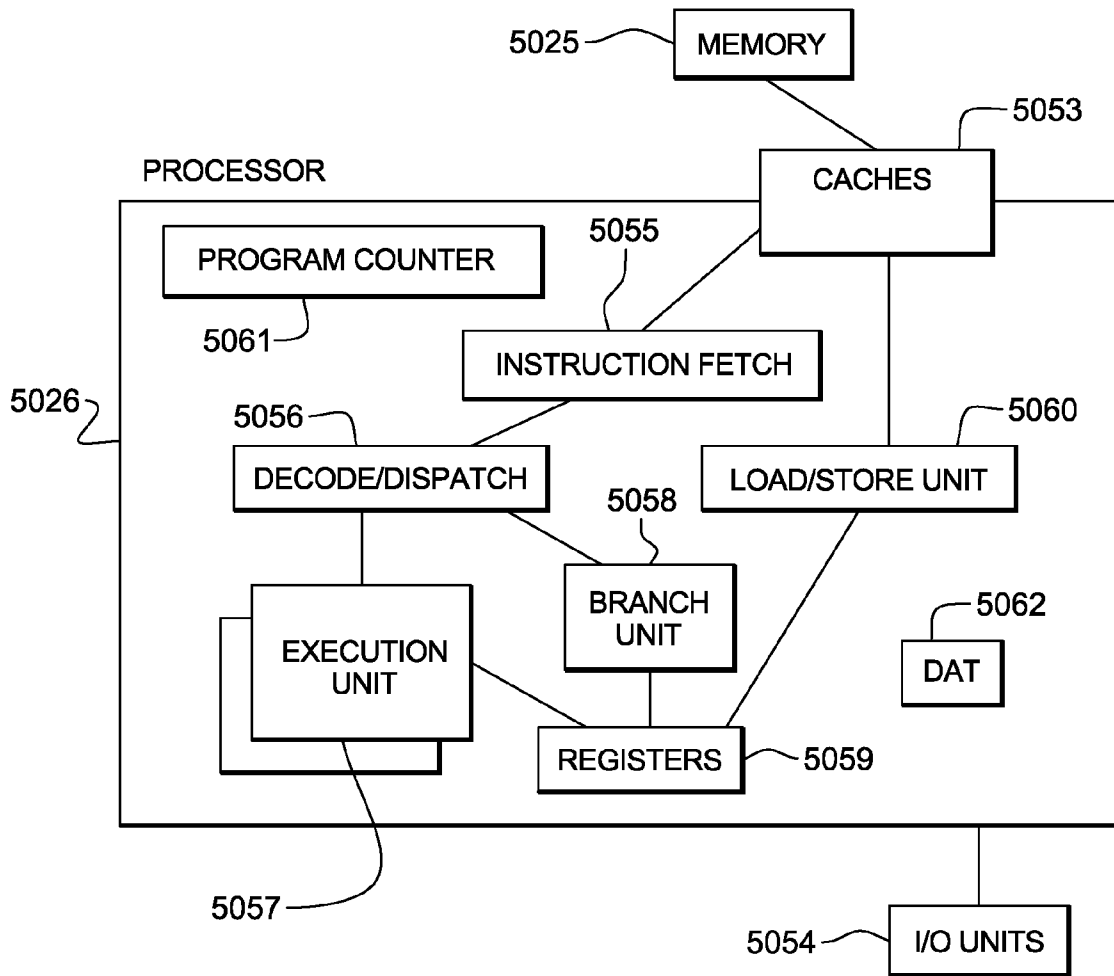 5025
MEMORY
5053
PROCESSOR
CACHES
PROGRAM COUNTER
5055
5061
INSTRUCTION FETCH
5026
5056
5060
DECODE/DISPATCH
LOAD/STORE UNIT
5058
BRANCH
UNIT
5062
EXECUTION
UNIT
DAT
REGISTERS
5059
5057
5054
I/O UNITS